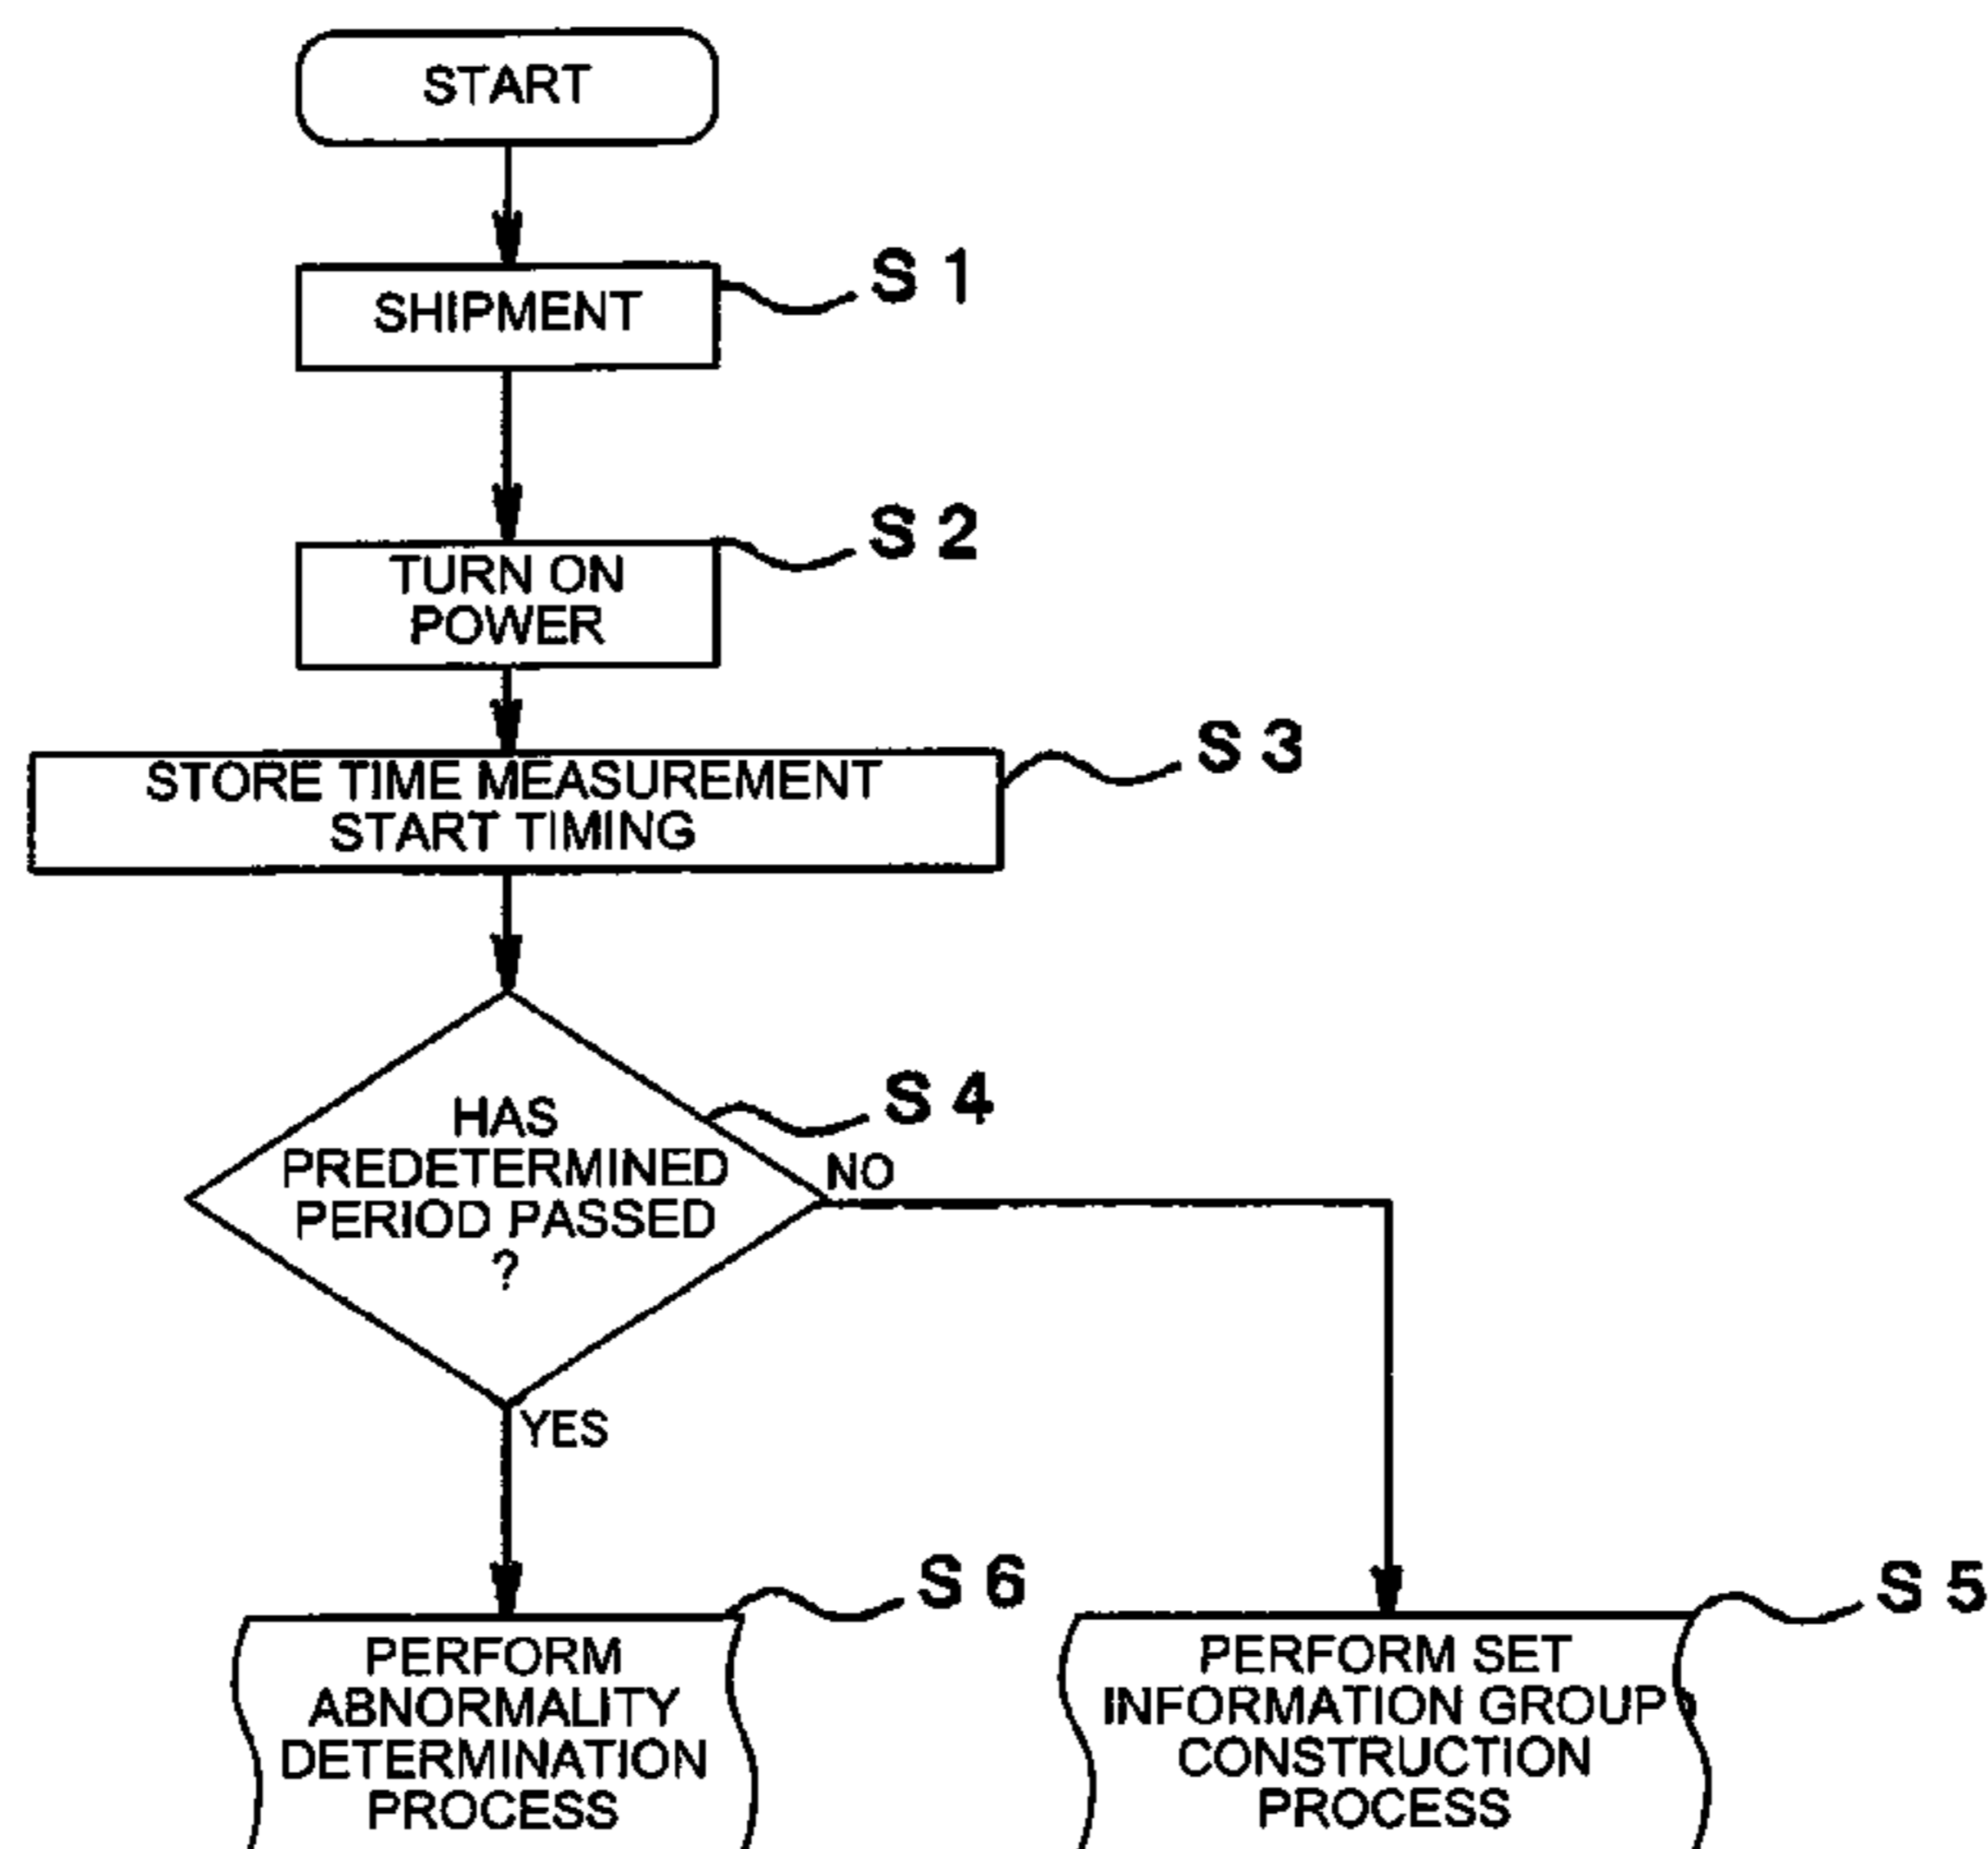 START
SHIPMENT
S 1
TURN ON
POWER
S 2
STORE TIME MEASUREMENT
START TIMING
S 3
HAS
PREDETERMINED
PERIOD PASSED
?
S 4
NO
YES
PERFORM
ABNORMALITY
DETERMINATION
PROCESS
S 6
PERFORM SET
INFORMATION GROUP
CONSTRUCTION
PROCESS
S 5